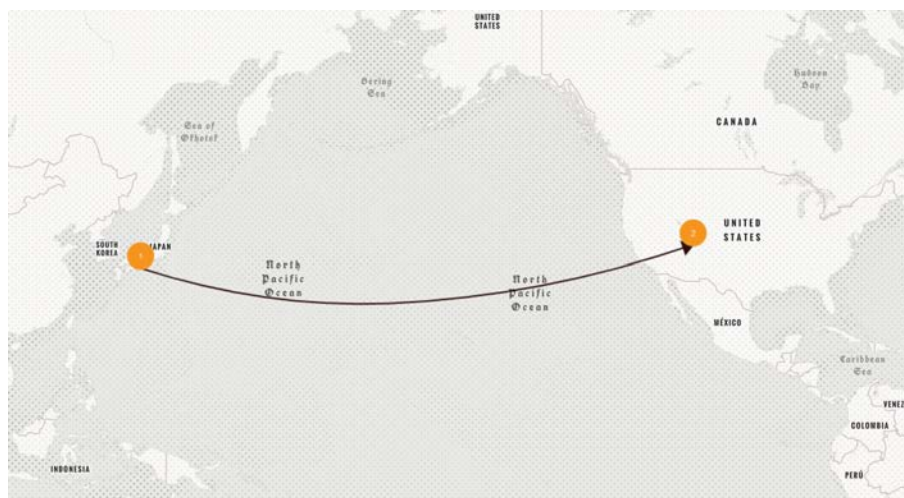 UNITED
STATES
Bering
Sea
Hudson
Bay
Sea of
Okhotsk
CANADA
SOUTH
KOREA
JAPAN
1
2
UNITED
STATES
North
Pacific
Ocean
North
Pacific
Ocean
MÉXICO
Caribbean
Sea
VENEZ
COLOMBIA
INDONESIA
PERÚ